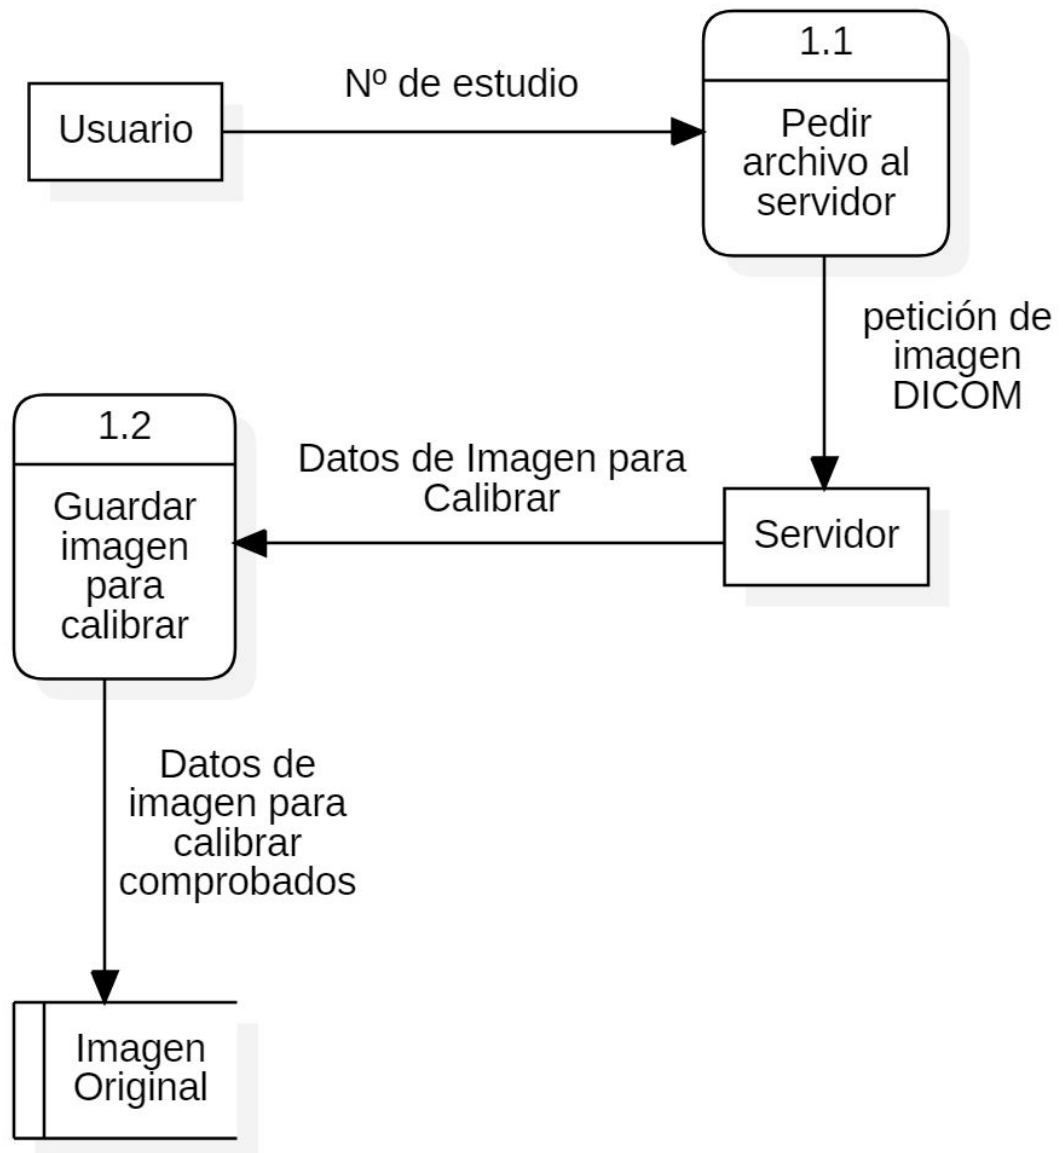 1.1
Nº de estudio
Usuario
Pedir
archivo al
servidor
petición de
imagen
DICOM
1.2
Datos de Imagen para
Calibrar
Guardar
imagen
para
calibrar
Servidor
Datos de
imagen para
calibrar
comprobados
Imagen
Original